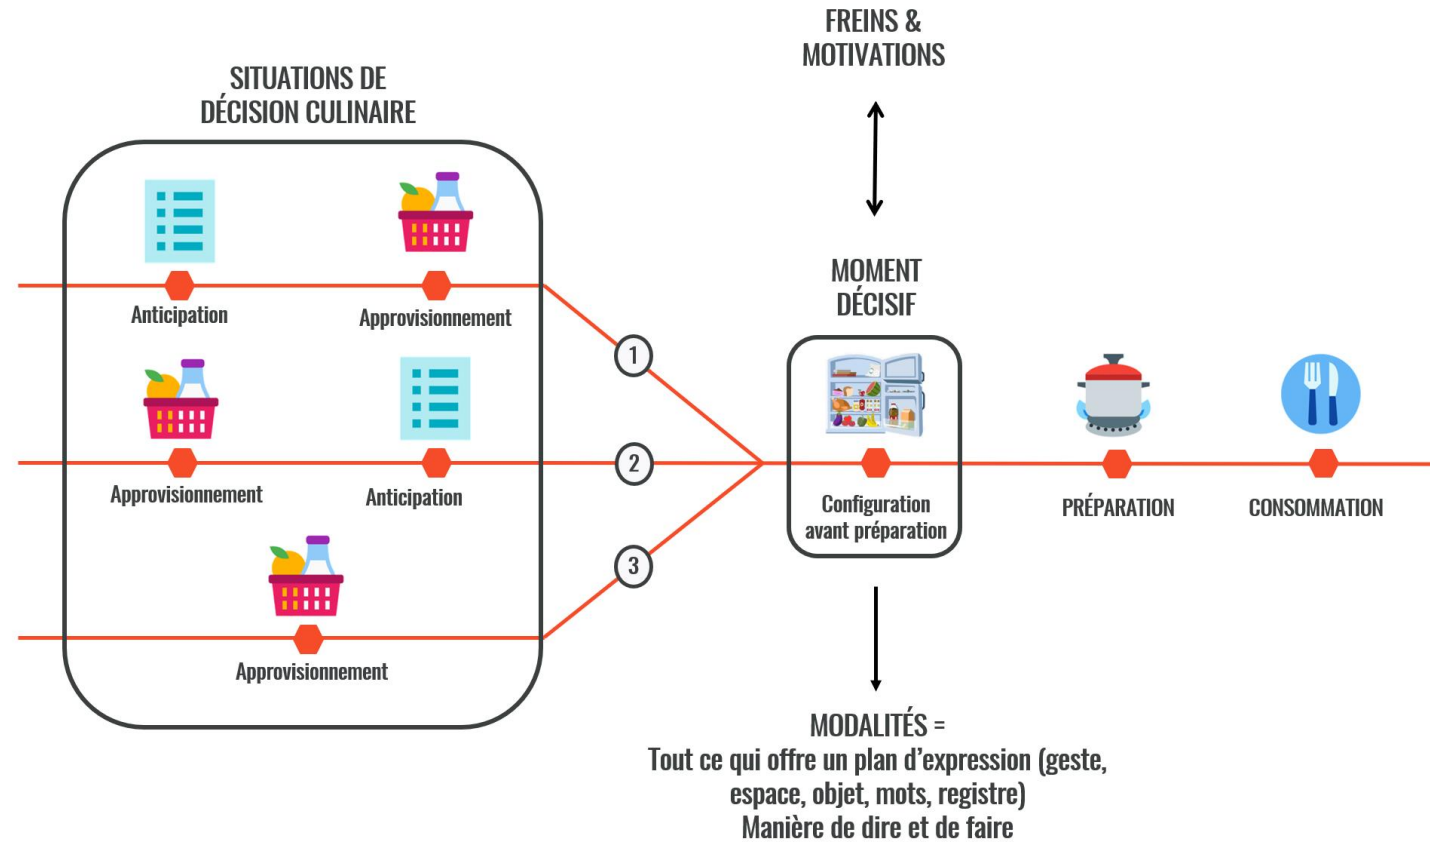 FREINS &
MOTIVATIONS
SITUATIONS DE
DÉCISION CULINAIRE
Anticipation
Approvisionnement
1
MOMENT
DÉCISIF
Approvisionnement
Anticipation
2
Configuration
avant préparation
PRÉPARATION
CONSOMMATION
3
Approvisionnement
MODALITÉS =
Tout ce qui offre un plan d’expression (geste,
espace, objet, mots, registre)
Manière de dire et de faire